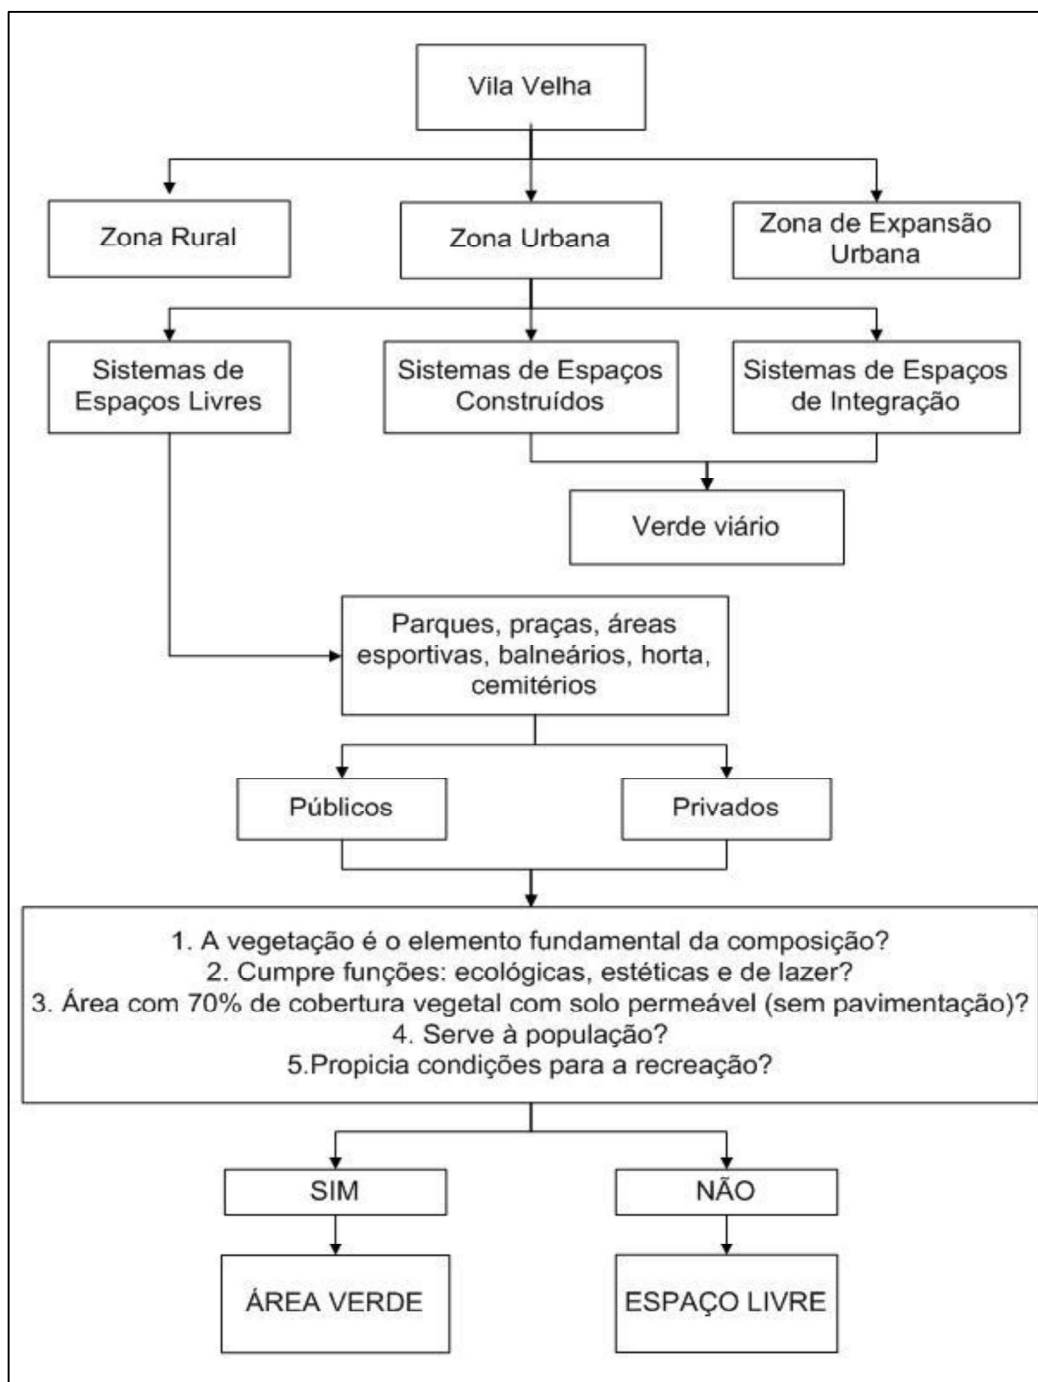 Vila Velha
Zona Rural
Zona Urbana
Zona de Expansão
Urbana
Sistemas de
Espaços Livres
Sistemas de Espaços
Construídos
Sistemas de Espaços
de Integração
Verde viário
Parques, praças, áreas
esportivas, balneários, horta,
cemitérios
Públicos
Privados
1. A vegetação é o elemento fundamental da composição?
2. Cumpre funções: ecológicas, estéticas e de lazer?
3. Área com 70% de cobertura vegetal com solo permeável (sem pavimentação)?
4. Serve à população?
5.Propicia condições para a recreação?
SIM
NÃO
ÁREA VERDE
ESPAÇO LIVRE